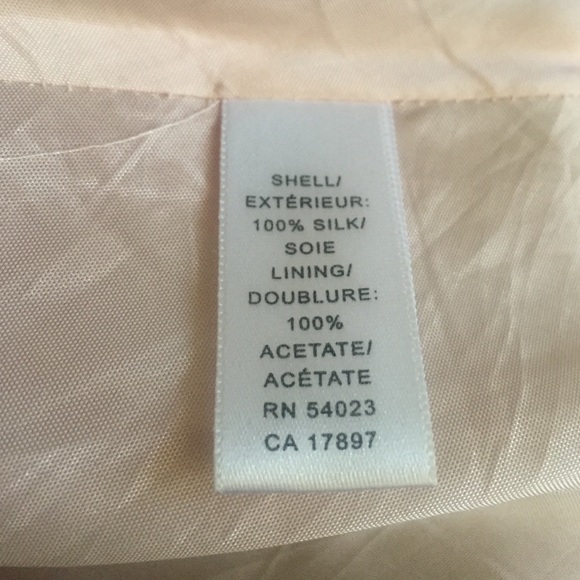 SHELL/
EXTÉRIEUR:
100% SILK/
SOIE
LINING/
DOUBLURE:
100%
ACETATE/
ACÉTATE
RN 54023
CA 17897